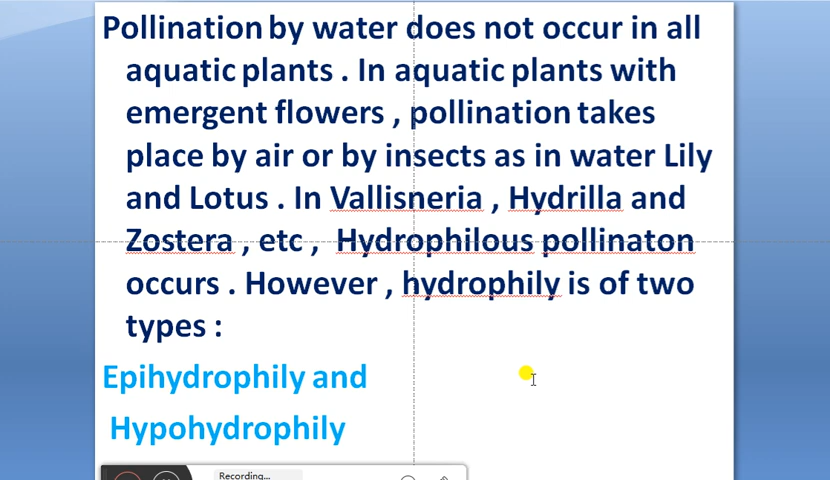 Pollination by water does not occur in all
aquatic plants . In aquatic plants with
emergent flowers , pollination takes
place by air or by insects as in water Lily
and Lotus . In Vallisneria , Hydrilla and
Zostera , etc , Hydrophilous pollinaton
occurs . However , hydrophily is of two
types :
Epihydrophily and
Hypohydrophily
Recording...